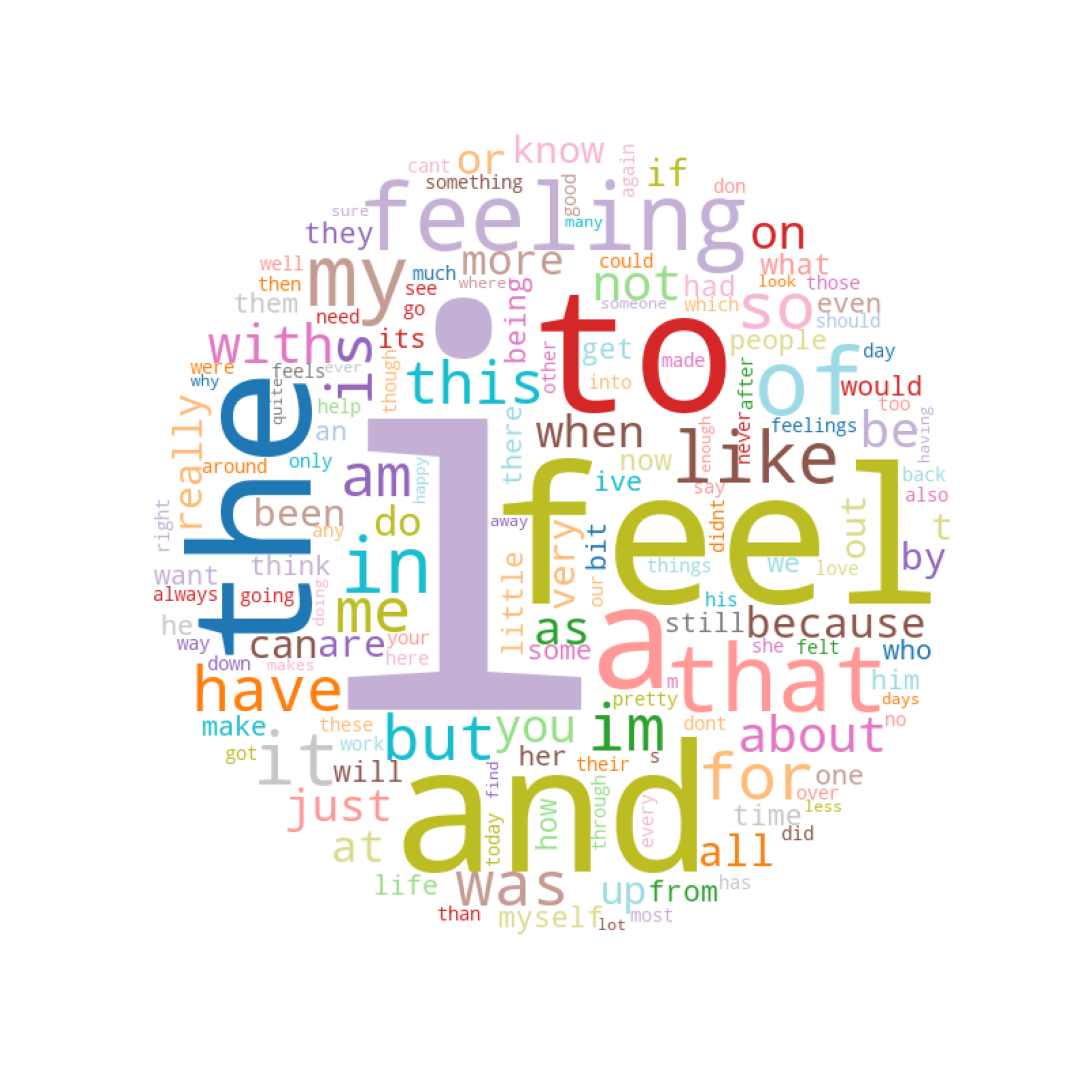 cant
or
know
again
if
something
good
don
sure
many
feeling
they
on
well
my
more
much
could
what
then
see
where
not
had
look
those
them
need
go
someone
which
so
even
with
its
being
should
were
is
though
this
get
to
people
day
why
feels
ever
other
into
made
of
would
quite
help
i
when
after
too
the
an
there
like
feelings
be
having
really
around
only
am
happy
now
enough
never
ive
say
back
also
right
been
any
do
away
feel
bit
didnt
out
t
want
think
in
very
things
we
love
by
always
going
doing
me
little
our
his
he
can
are
your
as
still
because
way
here
some
a
she
felt
who
down
makes
that
him
have
m
pretty
days
make
these
but
you
im
dont
about
no
got
it
work
her
their
s
will
find
and
for
one
over
just
today
how
through
every
time
less
at
all
did
life
was
up
from
has
than
myself
lot
most